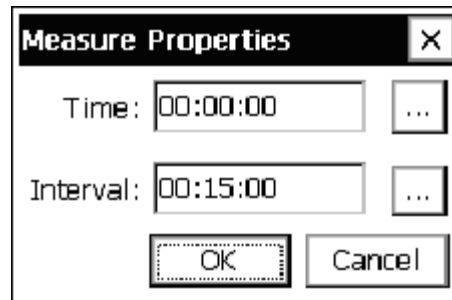 Measure Properties
Time: 00:00:00 ...
Interval: 00:15:00 ...
OK Cancel